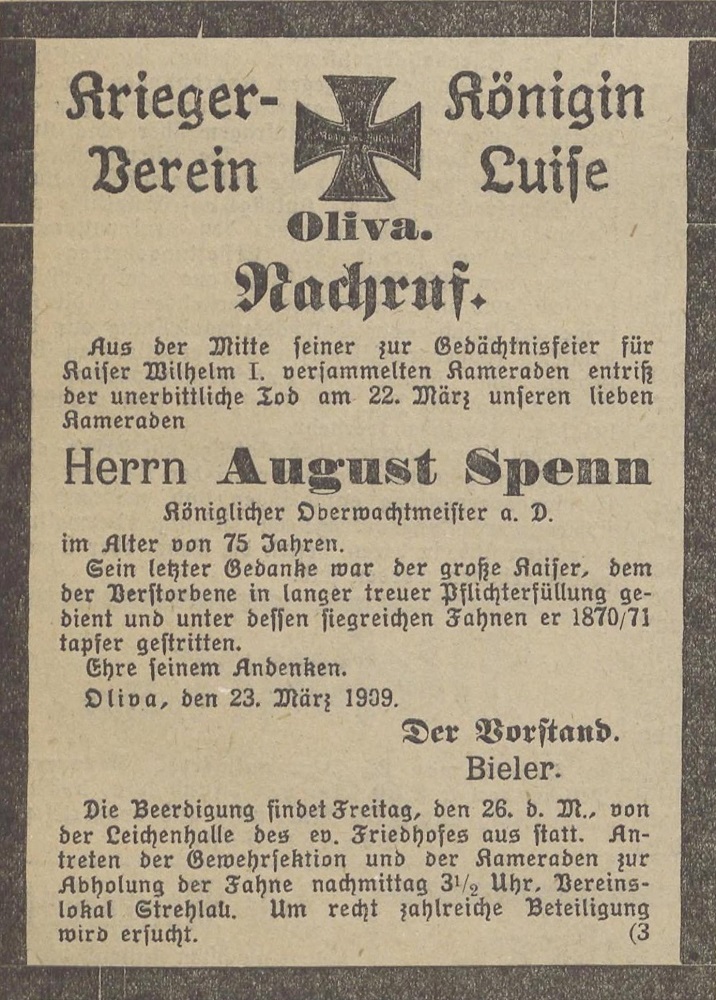 Krieger- Königin
Verein Luise
Oliva.
Nachruf.
Aus der Mitte seiner zur Gedächtnisfeier für
Kaiser Wilhelm I. versammelten Kameraden entriß
der unerbittliche Tod am 22. März unseren lieben
Kameraden
Herrn August Spenn
Königlicher Oberwachtmeister a. D.
im Alter von 75 Jahren.
Sein letzter Gedanke war der große Kaiser, dem
der Verstorbene in langer treuer Pflichterfüllung ge-
dient und unter dessen siegreichen Fahnen er 1870/71
tapfer gestritten.
Ehre seinem Andenken.
Oliva, den 23. März 1909.
Der Vorstand.
Bieler.
Die Beerdigung findet Freitag, den 26. d. M., von
der Leichenhalle des ev. Friedhofes aus statt. An-
treten der Gewehrsektion und der Kameraden zur
Abholung der Fahne nachmittag 3½ Uhr, Vereins-
lokal Strehlau. Um recht zahlreiche Beteiligung
wird ersucht. (3